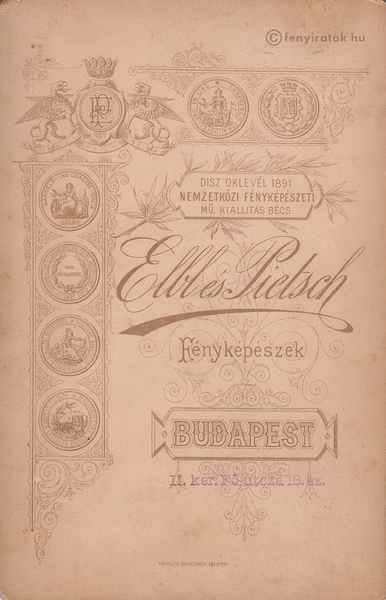 ©fenyiratok.hu
DISZ OKLEVÉL 1891
NEMZETKÖZI FÉNYKÉPÉSZETI
MŰ. KIÁLLITÁS BÉCS
Elbl és Pietsch
Fényképészek
BUDAPEST
II. ker. Fő-utcza 18. sz.